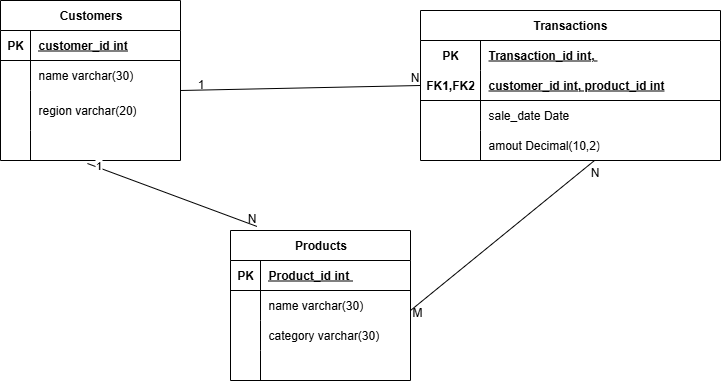 Customers
PK customer_id int
name varchar(30)
region varchar(20)
Transactions
PK Transaction_id int,
FK1,FK2 customer_id int, product_id int
sale_date Date
amout Decimal(10,2)
1
N
1
N
N
M
Products
PK Product_id int
name varchar(30)
category varchar(30)